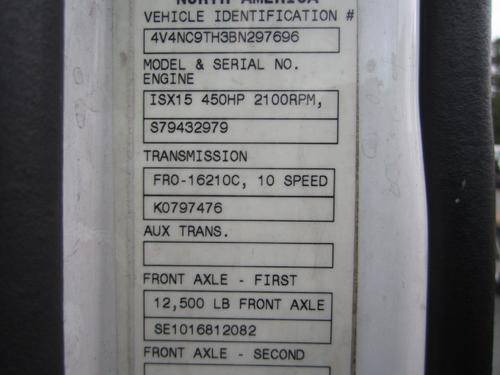 NORTH AMERICA
VEHICLE IDENTIFICATION #
4V4NC9TH3BN297696
MODEL & SERIAL NO.
ENGINE
ISX15 450HP 2100RPM,
S79432979
TRANSMISSION
FRO-16210C, 10 SPEED
K0797476
AUX TRANS.
FRONT AXLE - FIRST
12,500 LB FRONT AXLE
SE1016812082
FRONT AXLE - SECOND